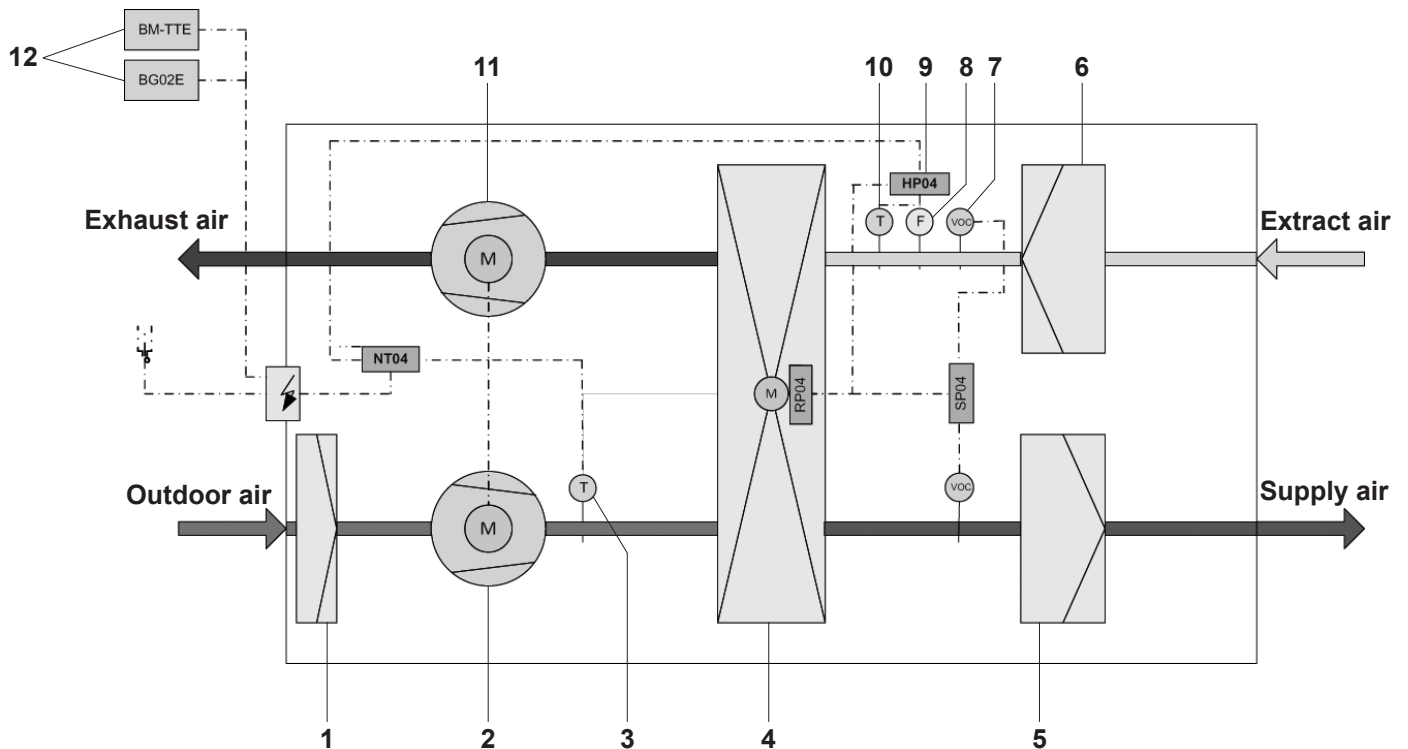 BM-TTE
12
BG02E
11
10
9
8
7
6
HP04
Exhaust air
T
F
VOC
Extract air
M
NT04
M
RP04
SP04
Outdoor air
T
VOC
Supply air
M
1
2
3
4
5